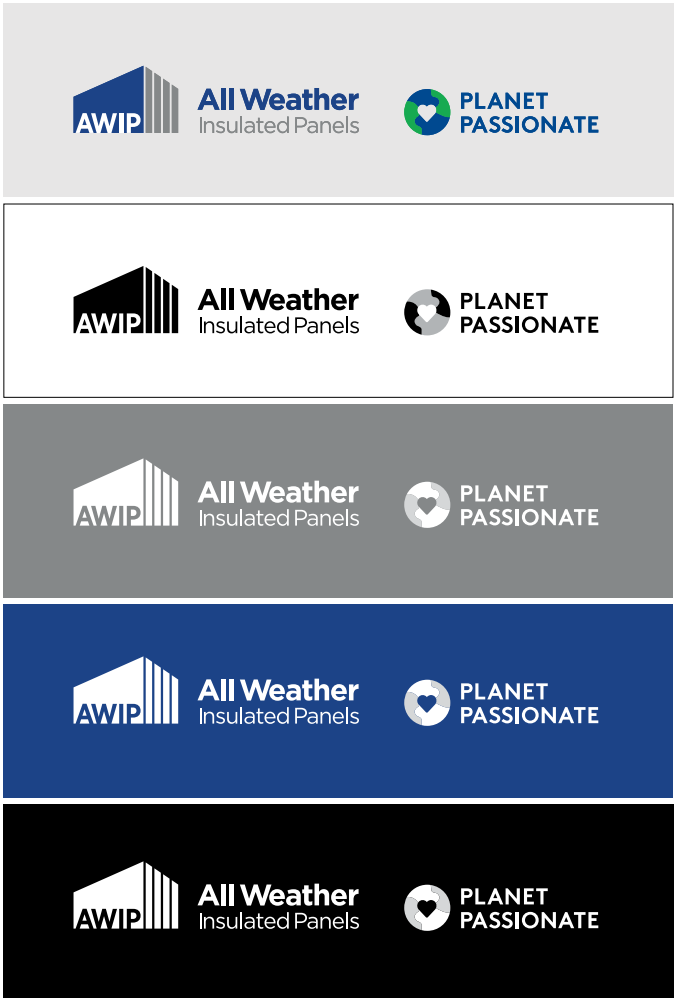 AWIP
All Weather
Insulated Panels
PLANET
PASSIONATE
AWIP
All Weather
Insulated Panels
PLANET
PASSIONATE
AWIP
All Weather
Insulated Panels
PLANET
PASSIONATE
AWIP
All Weather
Insulated Panels
PLANET
PASSIONATE
AWIP
All Weather
Insulated Panels
PLANET
PASSIONATE